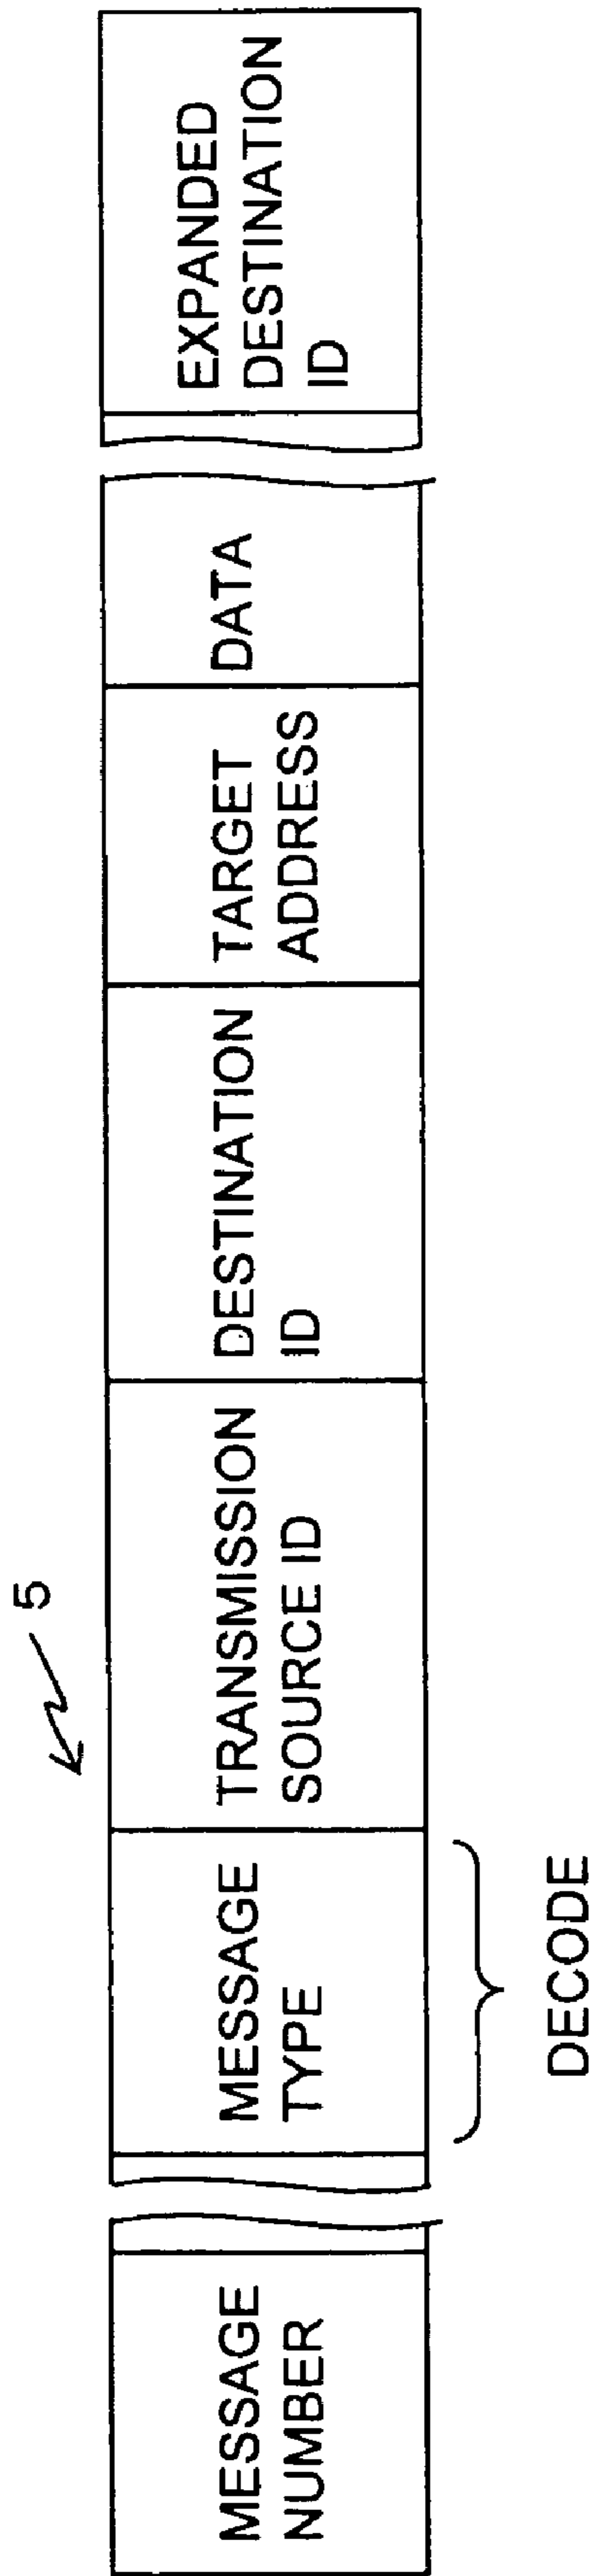 5
MESSAGE
NUMBER
MESSAGE
TYPE
TRANSMISSION
SOURCE ID
DESTINATION
ID
TARGET
ADDRESS
DATA
EXPANDED
DESTINATION
ID
DECODE